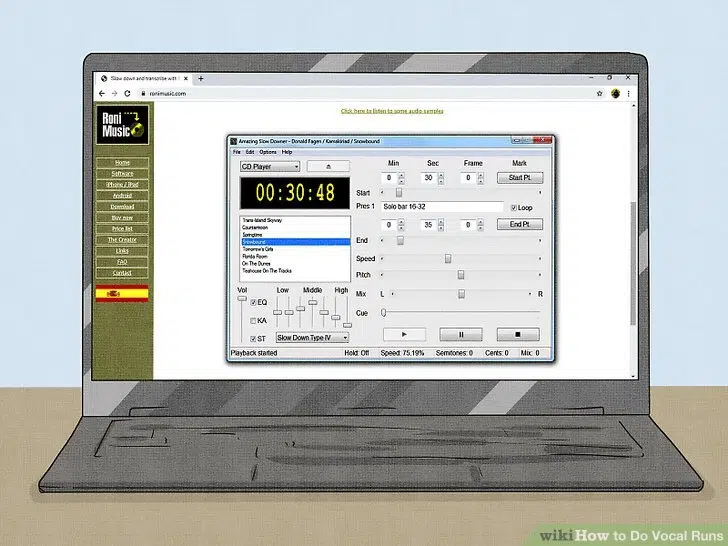 Slow down and transcribe with
ronimusic.com
Roni
Music
Home
Software
iPhone / iPad
Android
Download
Buy now
Price list
The Creator
Links
FAQ
Contact
Click here to listen to some audio samples
Amazing Slow Downer - Donald Fagen / Kamakiriad / Snowbound
File Edit Options Help
CD Player
00:30:48
Trans-Island Skyway
Countermoon
Springtime
Snowbound
Tomorrow's Girls
Florida Room
On The Dunes
Teahouse On The Tracks
Vol Low Middle High
EQ
KA
ST
Slow Down Type IV
Min Sec Frame Mark
0 30 0 Start Pt.
Start
Pres 1 Solo bar 16-32 Loop
0 35 0 End Pt
End
Speed
Pitch
Mix L R
Cue
Playback started Hold: Off Speed: 75,19% Semitones: 0 Cents: 0 Mix: 0
wikiHow to Do Vocal Runs